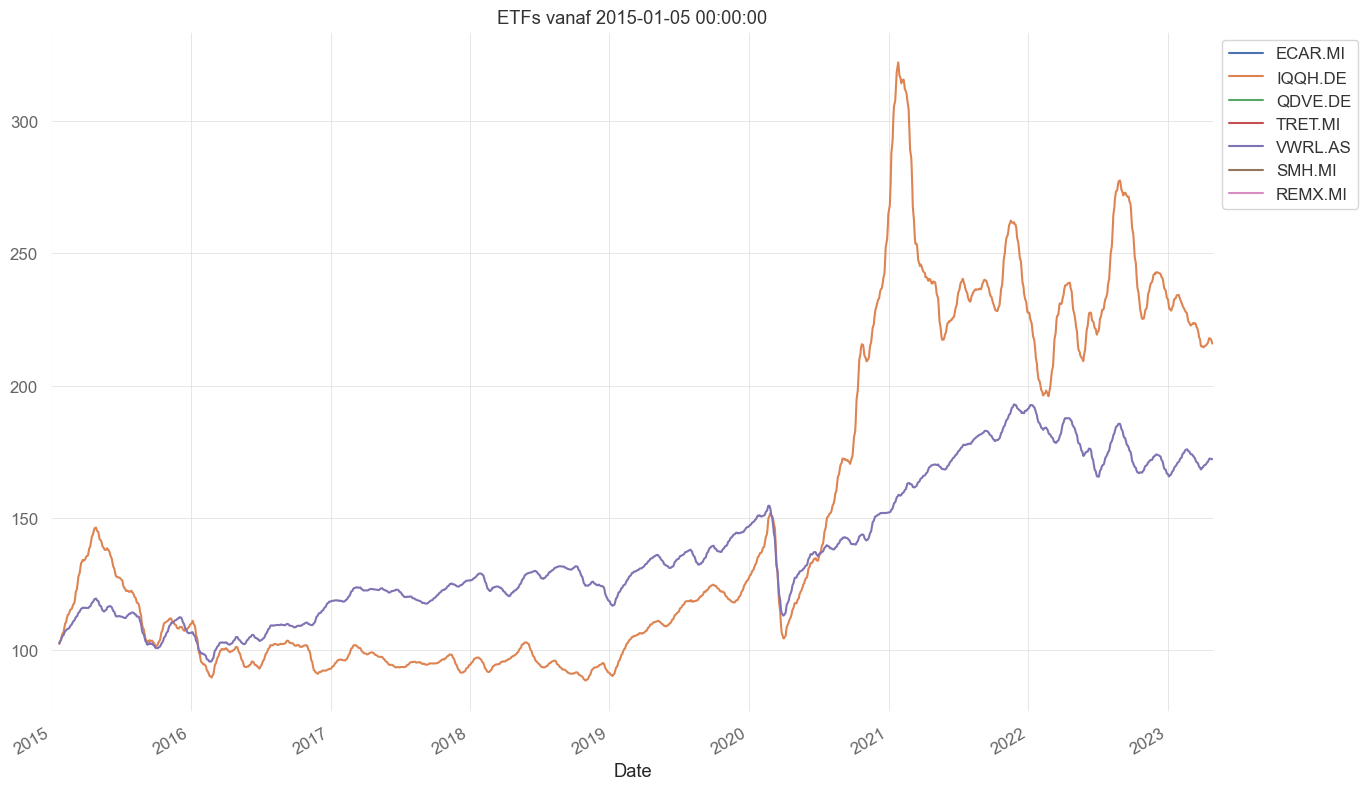 ETFs vanaf 2015-01-05 00:00:00
ECAR.MI
IQQH.DE
QDVE.DE
TRET.MI
VWRL.AS
SMH.MI
REMX.MI
300
250
200
150
100
2015
2016
2017
2018
2019
2020
2021
2022
2023
Date